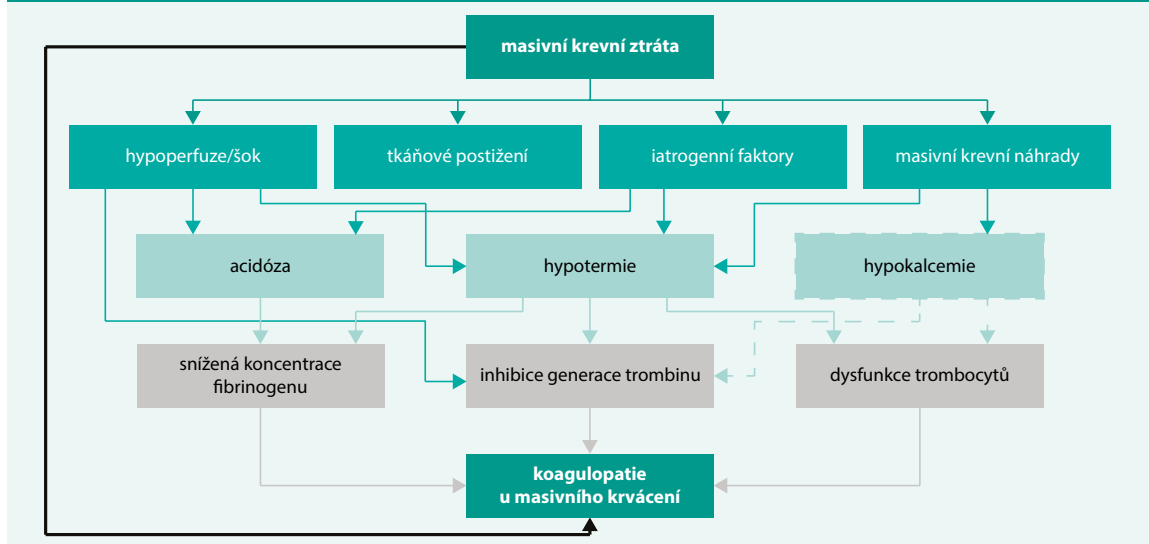 masivní krevní ztráta
hypoperfuze/šok
tkáňové postižení
iatrogenní faktory
masivní krevní náhrady
acidóza
hypotermie
hypokalcemie
snížená koncentrace
fibrinogenu
inhibice generace trombinu
dysfunkce trombocytů
koagulopatie
u masivního krvácení